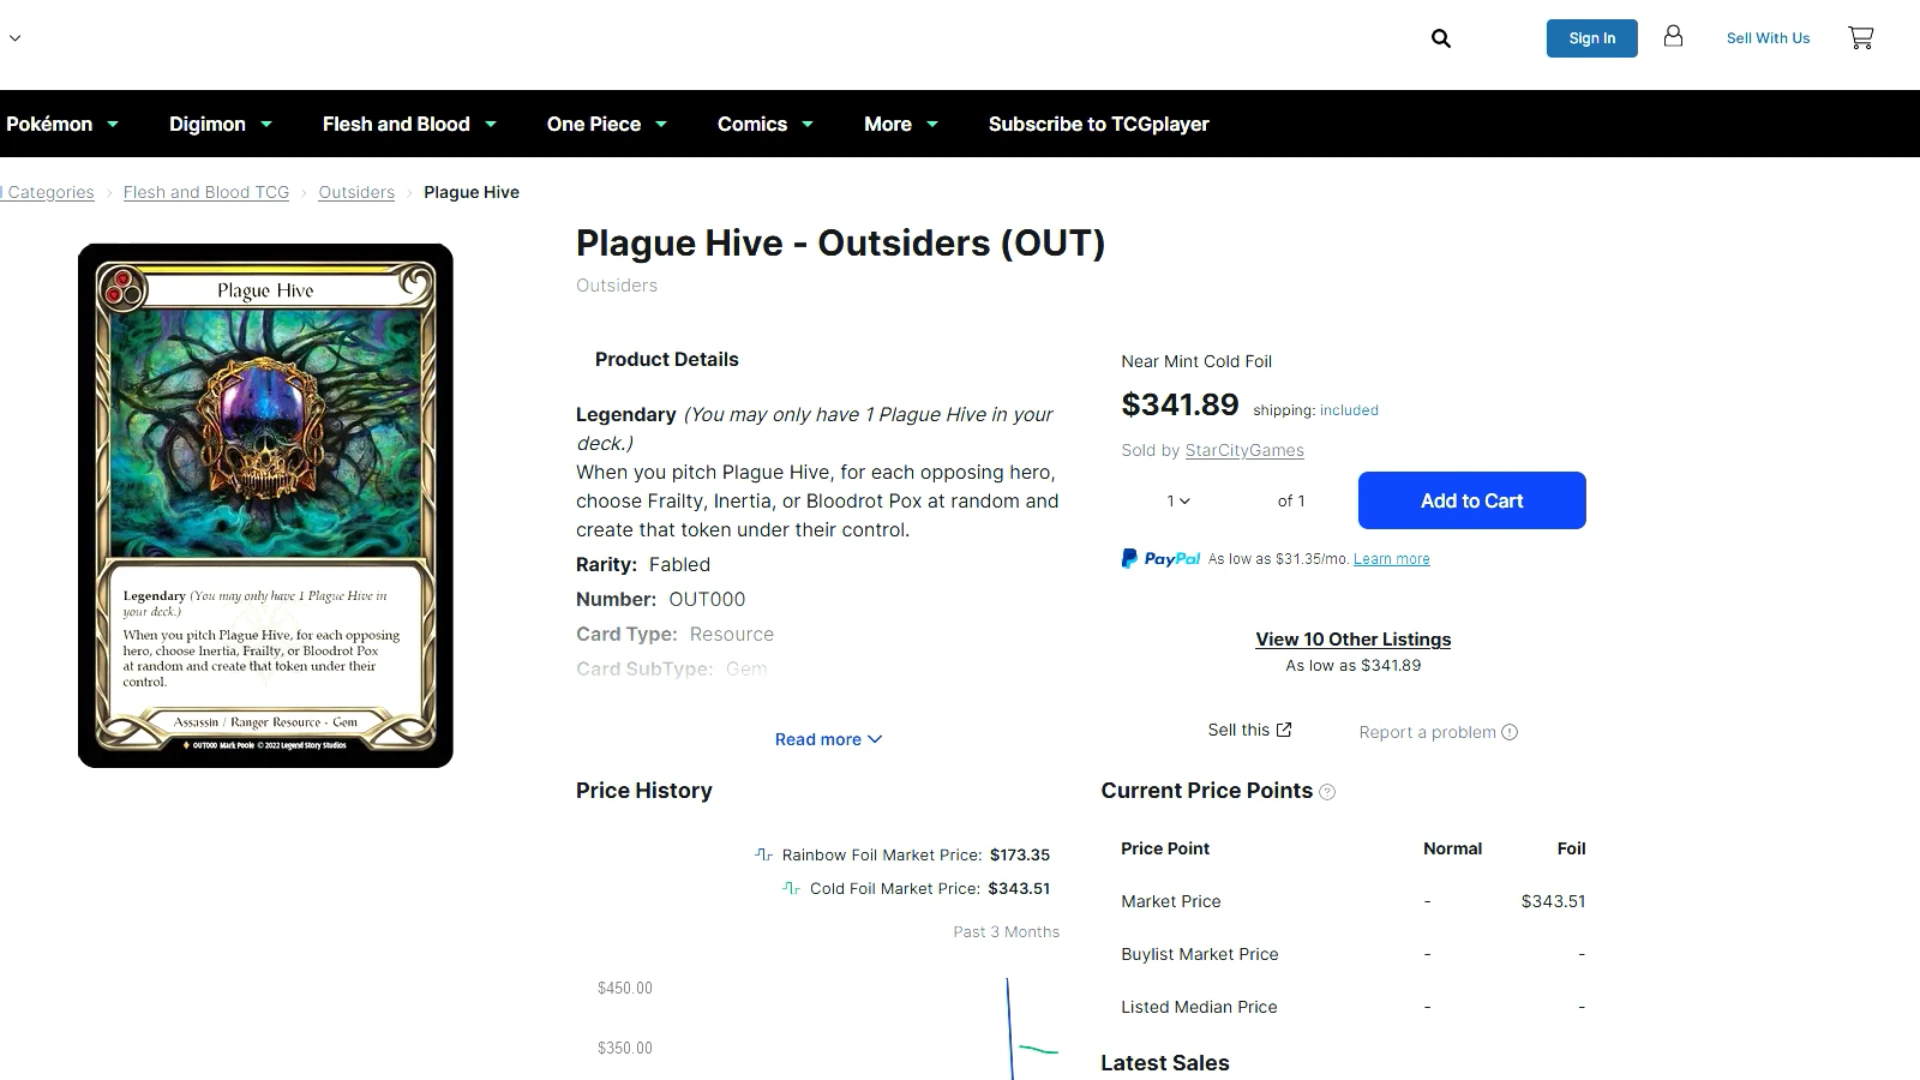 Sign In
Sell With Us
Pokémon
Digimon
Flesh and Blood
One Piece
Comics
More
Subscribe to TCGplayer
Categories
Flesh and Blood TCG
Outsiders
Plague Hive
Plague Hive - Outsiders (OUT)
Outsiders
Plague Hive
Legendary (You may only have 1 Plague Hive in
your deck.)
When you pitch Plague Hive, for each opposing
hero, choose Inertia, Frailty, or Bloodrot Pox
at random and create that token under their
control.
Assassin / Ranger Resource - Gem
OUT000 Mark Poole © 2022 Legend Story Studios
Product Details
Legendary (You may only have 1 Plague Hive in your
deck.)
When you pitch Plague Hive, for each opposing hero,
choose Frailty, Inertia, or Bloodrot Pox at random and
create that token under their control.
Rarity: Fabled
Number: OUT000
Card Type: Resource
Card SubType: Gem
Read more
Near Mint Cold Foil
$341.89 shipping: included
Sold by StarCityGames
1 of 1
Add to Cart
PayPal As low as $31.35/mo. Learn more
View 10 Other Listings
As low as $341.89
Sell this
Report a problem
Price History
Rainbow Foil Market Price: $173.35
Cold Foil Market Price: $343.51
Past 3 Months
$450.00
$350.00
Current Price Points
Price Point Normal Foil
Market Price - $343.51
Buylist Market Price - -
Listed Median Price - -
Latest Sales